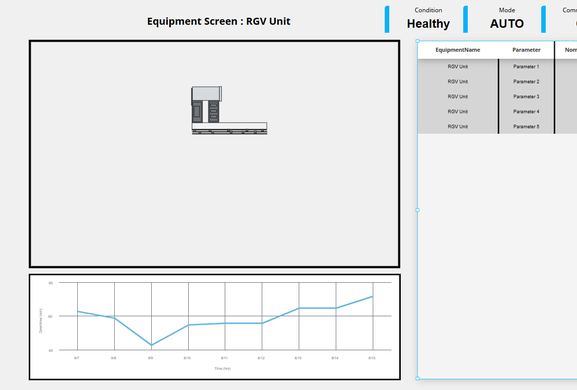 Equipment Screen : RGV Unit
Condition
Healthy
Mode
AUTO
EquipmentName Parameter
RGV Unit Parameter 1
RGV Unit Parameter 2
RGV Unit Parameter 3
RGV Unit Parameter 4
RGV Unit Parameter 5
8/7 8/8 8/9 8/10 8/11 8/12 8/13 8/14 8/15
Time (hrs)